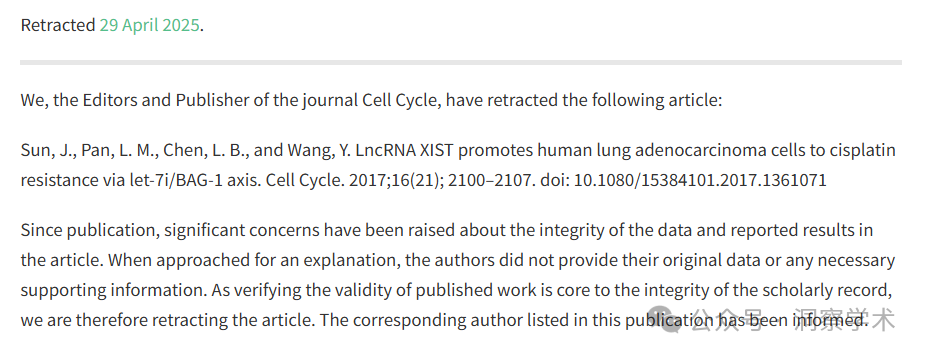 Retracted 29 April 2025.
We, the Editors and Publisher of the journal Cell Cycle, have retracted the following article:
Sun, J., Pan, L. M., Chen, L. B., and Wang, Y. LncRNA XIST promotes human lung adenocarcinoma cells to cisplatin
resistance via let-7i/BAG-1 axis. Cell Cycle. 2017;16(21); 2100–2107. doi: 10.1080/15384101.2017.1361071
Since publication, significant concerns have been raised about the integrity of the data and reported results in
the article. When approached for an explanation, the authors did not provide their original data or any necessary
supporting information. As verifying the validity of published work is core to the integrity of the scholarly record,
we are therefore retracting the article. The corresponding author listed in this publication has been informed.
公众号 · 洞察学术